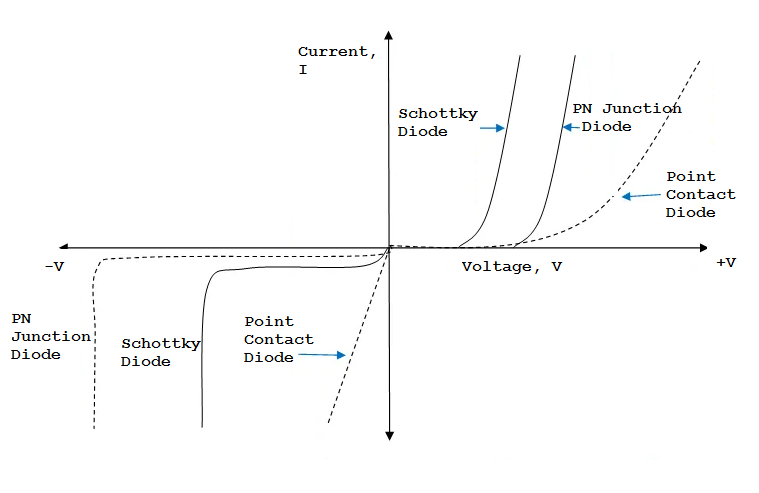 Current,
I
Schottky
Diode
PN Junction
Diode
Point
Contact
Diode
-V
Voltage, V
+V
PN
Junction
Diode
Schottky
Diode
Point
Contact
Diode